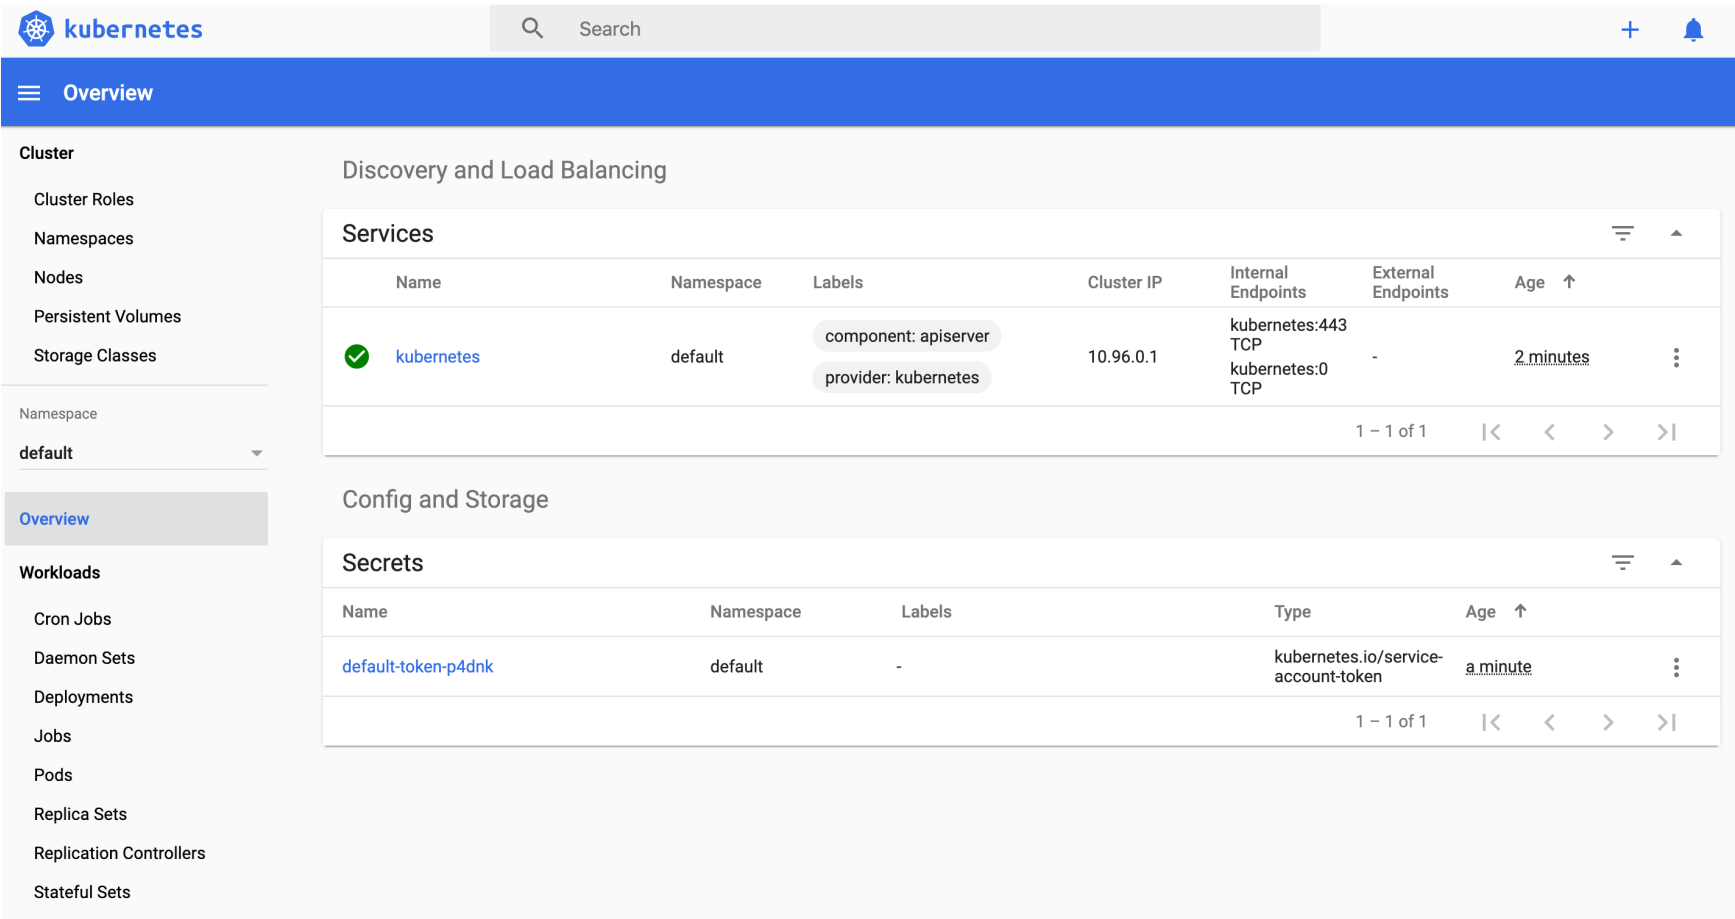 kubernetes
Search
Overview
Cluster
Cluster Roles
Namespaces
Nodes
Persistent Volumes
Storage Classes
Namespace
default
Overview
Workloads
Cron Jobs
Daemon Sets
Deployments
Jobs
Pods
Replica Sets
Replication Controllers
Stateful Sets
Discovery and Load Balancing
Services
Name Namespace Labels Cluster IP Internal Endpoints External Endpoints Age
kubernetes default component: apiserver provider: kubernetes 10.96.0.1 kubernetes:443 TCP kubernetes:0 TCP - 2 minutes
1 – 1 of 1
Config and Storage
Secrets
Name Namespace Labels Type Age
default-token-p4dnk default - kubernetes.io/service-account-token a minute
1 – 1 of 1